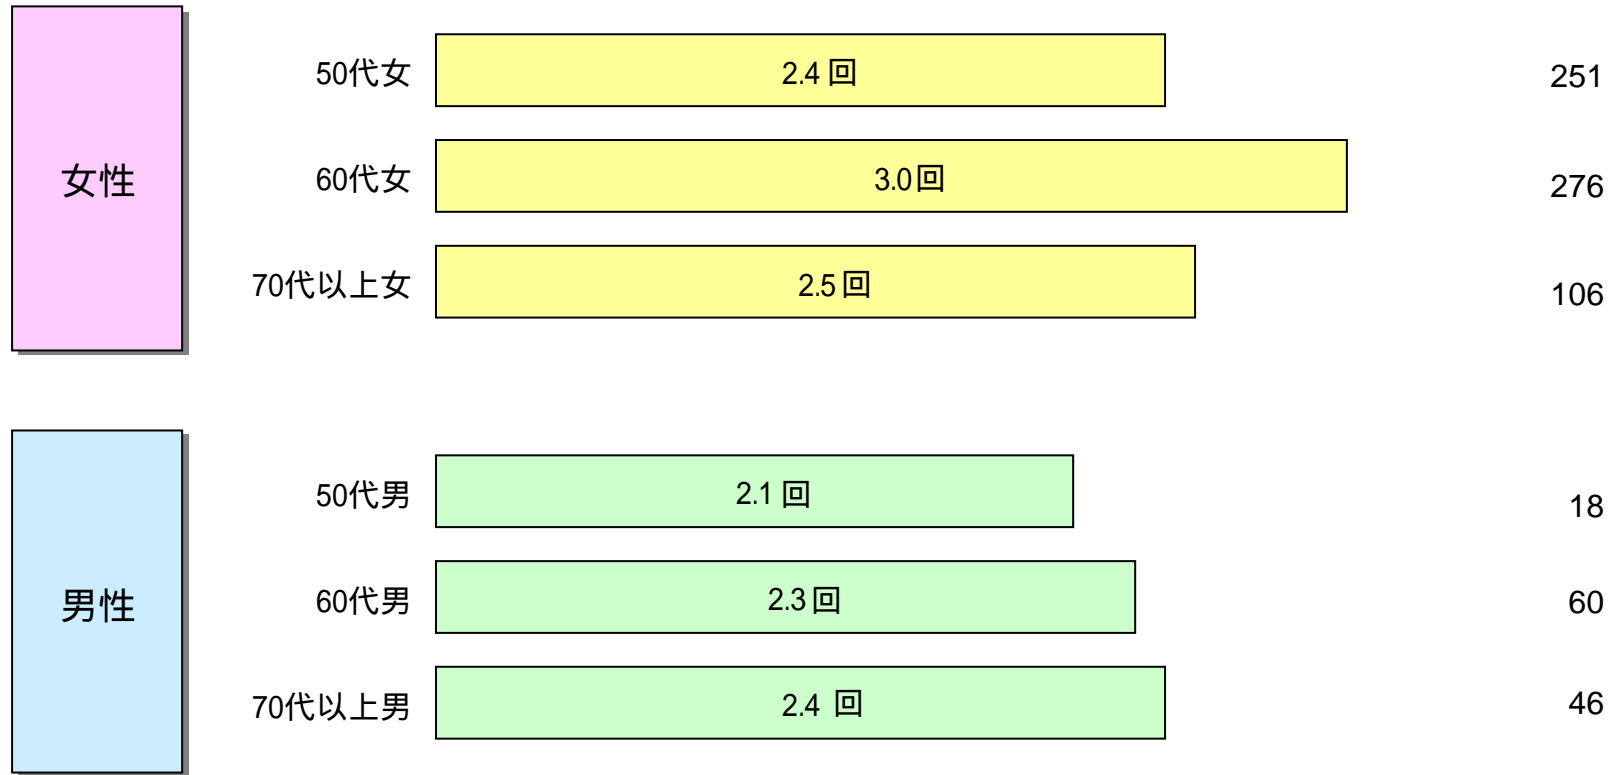 女性
50代女 2.4 回 251
60代女 3.0回 276
70代以上女 2.5 回 106
男性
50代男 2.1 回 18
60代男 2.3 回 60
70代以上男 2.4 回 46